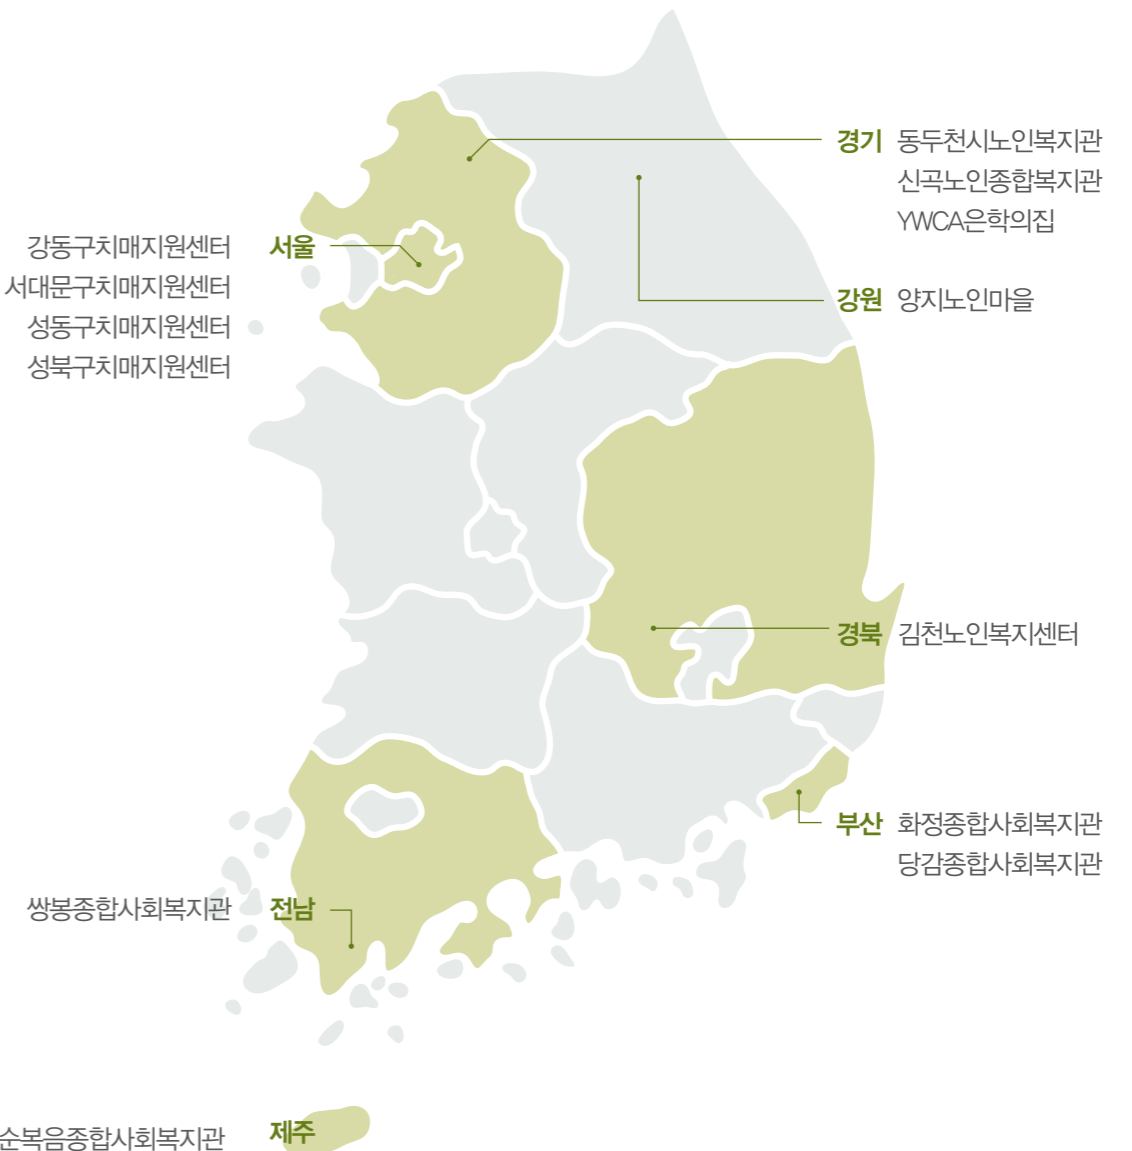 경기 동두천시노인복지관
신곡노인종합복지관
YWCA은학의집
서울 강동구치매지원센터
서대문구치매지원센터
성동구치매지원센터
성북구치매지원센터
강원 양지노인마을
경북 김천노인복지센터
부산 화정종합사회복지관
당감종합사회복지관
전남 쌍봉종합사회복지관
제주 순복음종합사회복지관